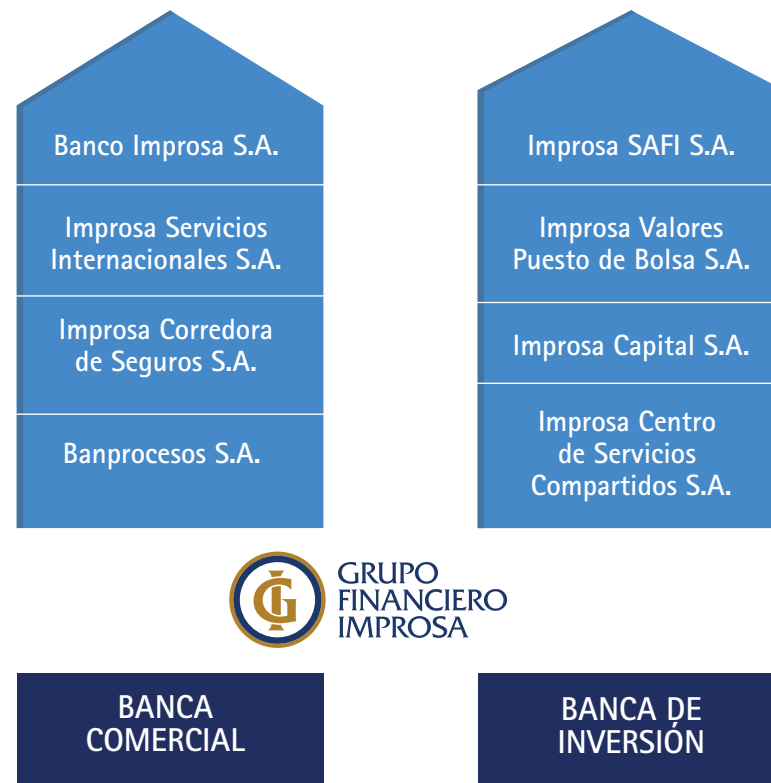 Banco Improsa S.A.
Improsa Servicios
Internacionales S.A.
Improsa Corredora
de Seguros S.A.
Banprocesos S.A.
Improsa SAFI S.A.
Improsa Valores
Puesto de Bolsa S.A.
Improsa Capital S.A.
Improsa Centro
de Servicios
Compartidos S.A.
GI
GRUPO
FINANCIERO
IMPROSA
BANCA
COMERCIAL
BANCA DE
INVERSIÓN